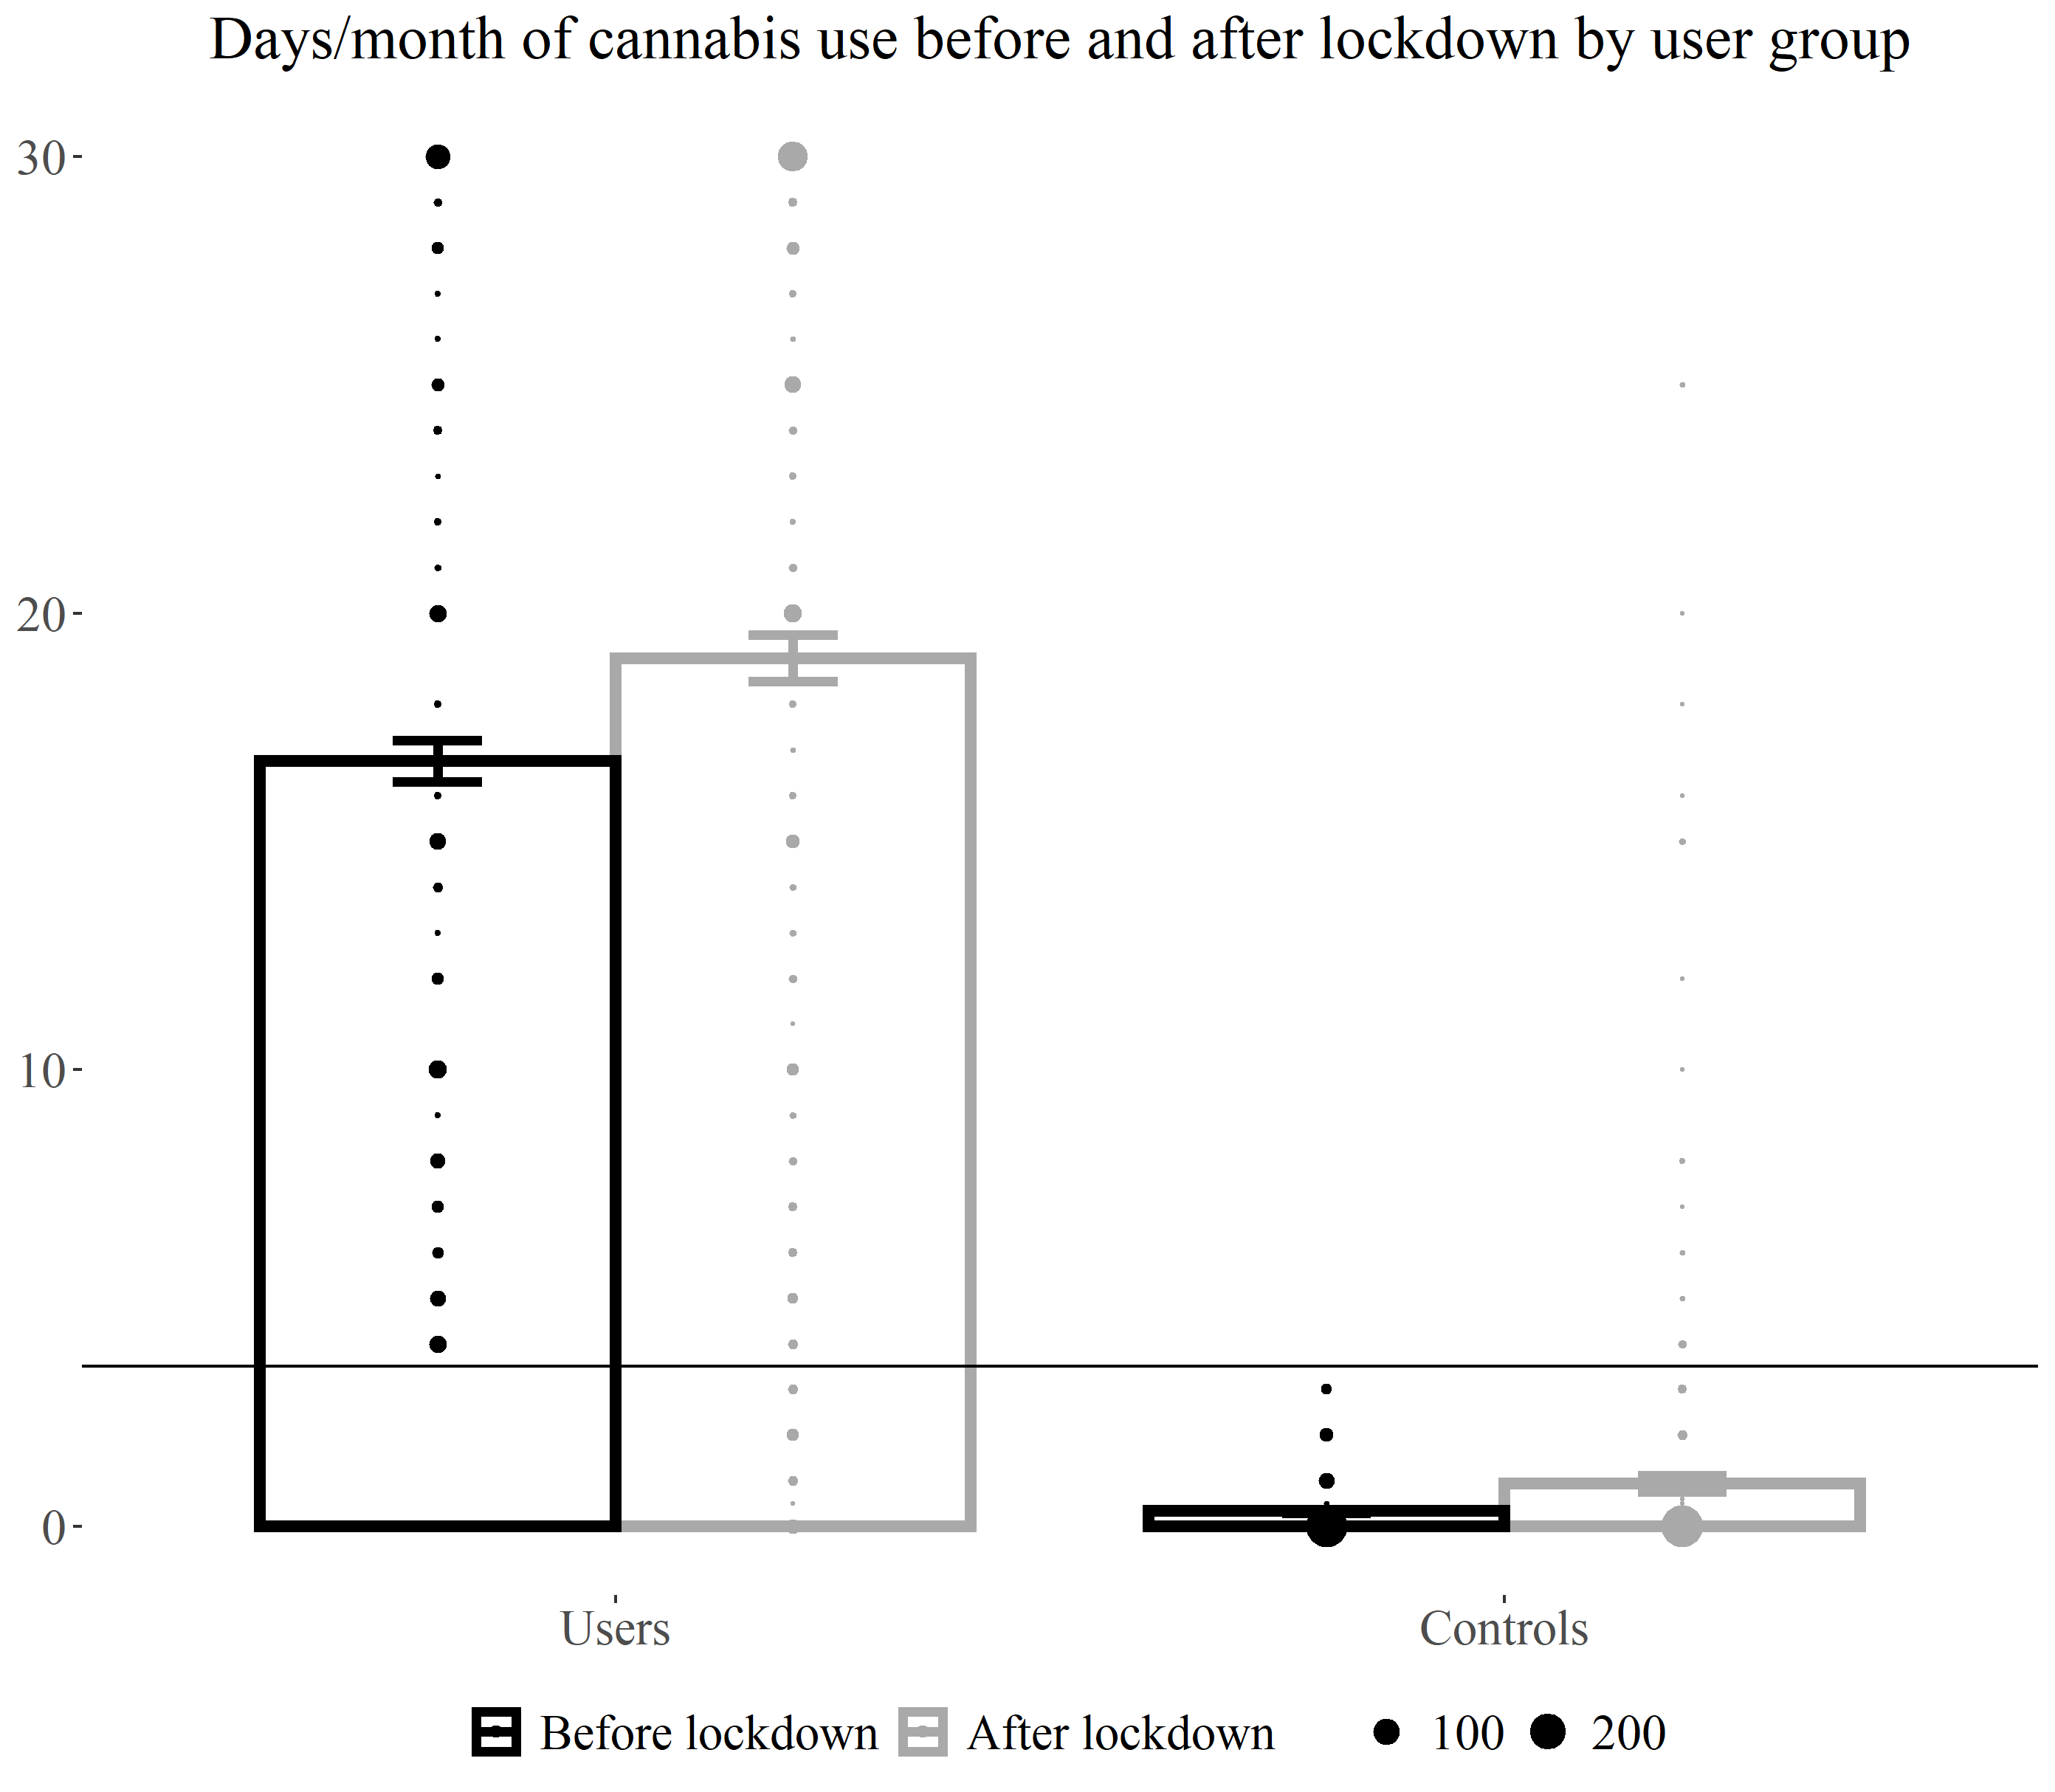 Days/month of cannabis use before and after lockdown by user group
30
20
10
0
Users Controls
Before lockdown After lockdown 100 200